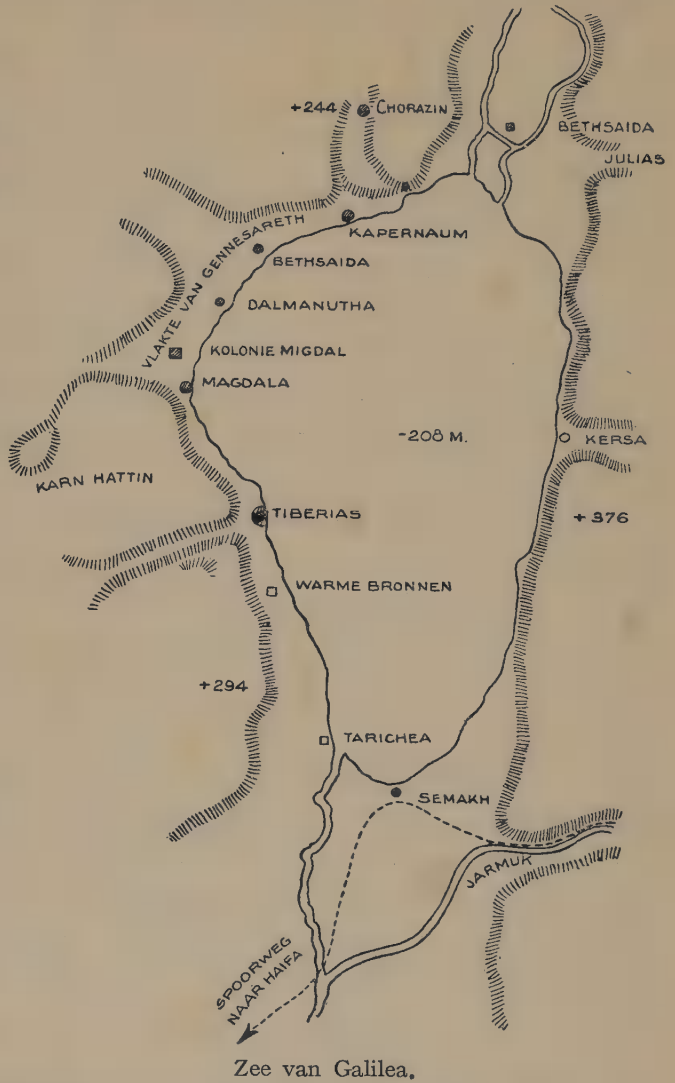 +244
CHORAZIN
BETHSAIDA
JULIAS
KAPERNAUM
VLAKTE VAN GENNESARETH
BETHSAIDA
DALMANUTHA
KOLONIE MIGDAL
MAGDALA
-208 M.
KERSA
KARN HATTIN
TIBERIAS
+376
WARME BRONNEN
+294
TARICHEA
SEMAKH
JARMUK
SPOORWEG
NAAR HAIFA
Zee van Galilea.